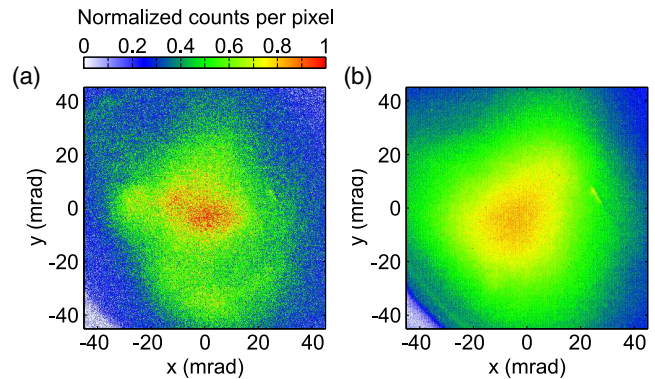 Normalized counts per pixel
0 0.2 0.4 0.6 0.8 1
(a) (b)
40 40
20 20
0 0
-20 -20
-40 -40
y (mrad) y (mrad)
-40 -20 0 20 40 -40 -20 0 20 40
x (mrad) x (mrad)